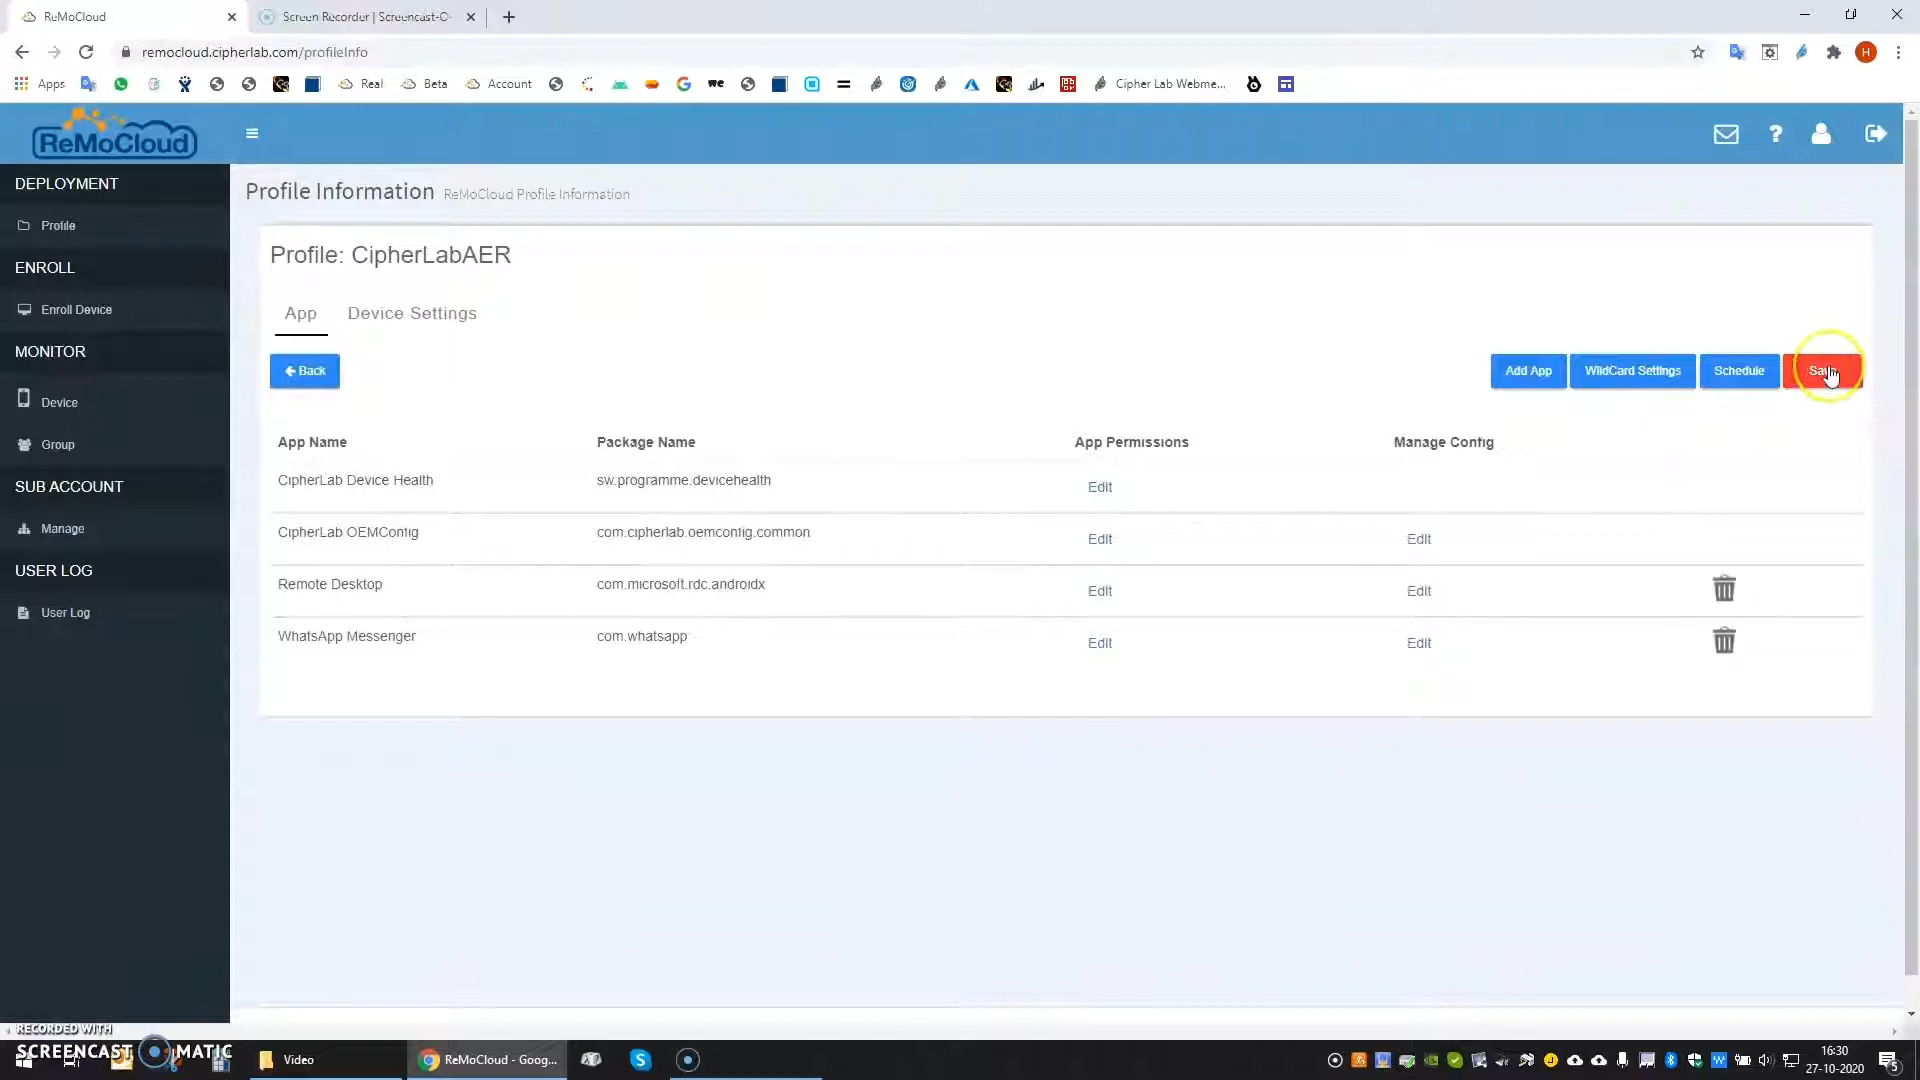 ReMoCloud
Screen Recorder | Screencast-O-
remocloud.cipherlab.com/profileInfo
H
Apps
Real
Beta
Account
Cipher Lab Webme...
ReMoCloud
DEPLOYMENT
Profile
ENROLL
Enroll Device
MONITOR
Device
Group
SUB ACCOUNT
Manage
USER LOG
User Log
Profile Information ReMoCloud Profile Information
Profile: CipherLabAER
App Device Settings
Back
Add App WildCard Settings Schedule
App Name Package Name App Permissions Manage Config
CipherLab Device Health sw.programme.devicehealth Edit
CipherLab OEMConfig com.cipherlab.oemconfig.common Edit Edit
Remote Desktop com.microsoft.rdc.androidx Edit Edit
WhatsApp Messenger com.whatsapp Edit Edit
RECORDED WITH
SCREENCAST MATIC
Video
ReMoCloud - Goog...
16:30
27-10-2020
5